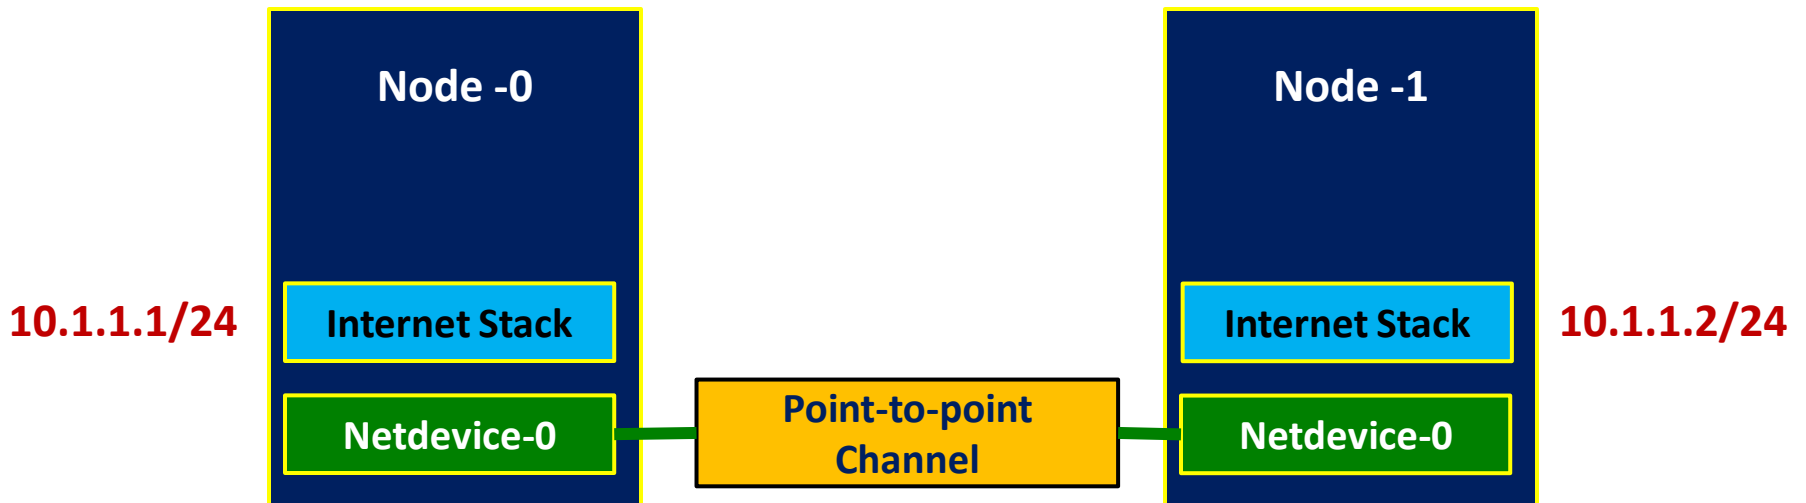 Node -0
Node -1
10.1.1.1/24
Internet Stack
Internet Stack
10.1.1.2/24
Netdevice-0
Point-to-point
Channel
Netdevice-0